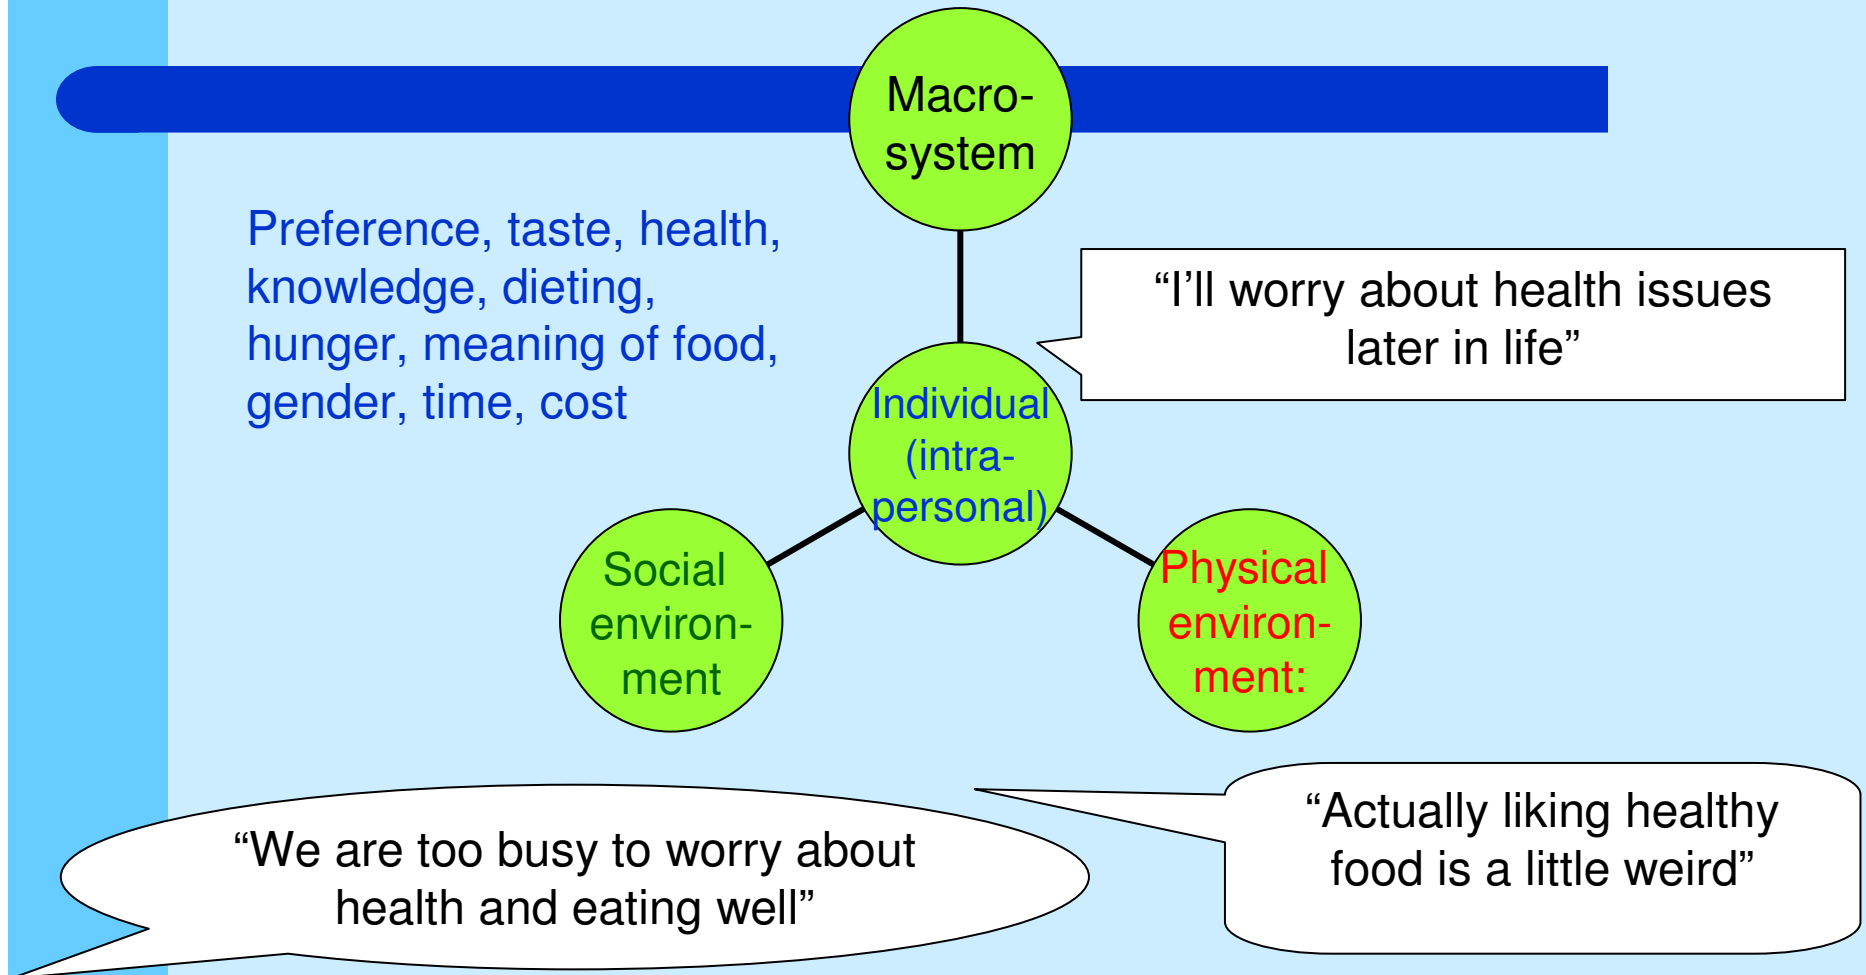 Macro-
system
Preference, taste, health,
knowledge, dieting,
hunger, meaning of food,
gender, time, cost
“I’ll worry about health issues
later in life”
Individual
(intra-
personal)
Social
environ-
ment
Physical
environ-
ment:
“We are too busy to worry about
health and eating well”
“Actually liking healthy
food is a little weird”